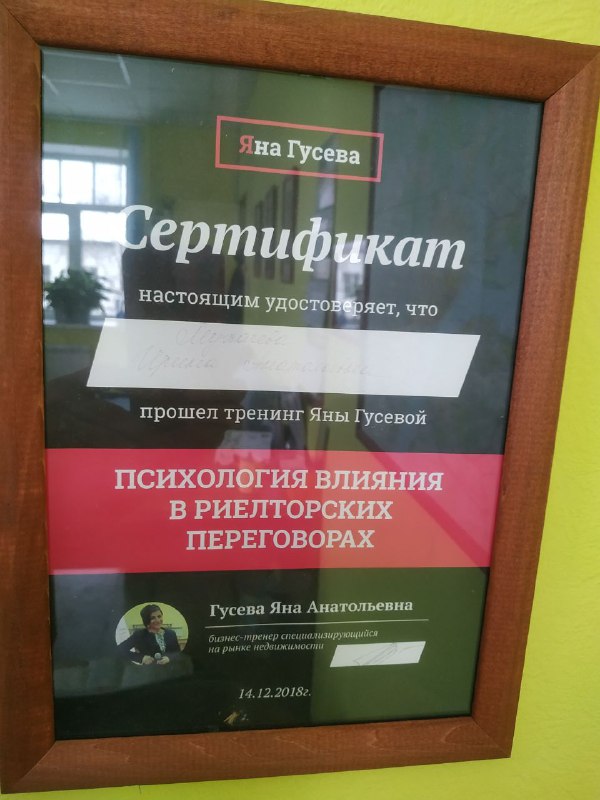 Яна Гусева
Сертификат
настоящим удостоверяет, что
Ирина
прошел тренинг Яны Гусевой
ПСИХОЛОГИЯ ВЛИЯНИЯ
В РИЕЛТОРСКИХ
ПЕРЕГОВОРАХ
Гусева Яна Анатольевна
бизнес-тренер специализирующийся
на рынке недвижимости
14.12.2018г.